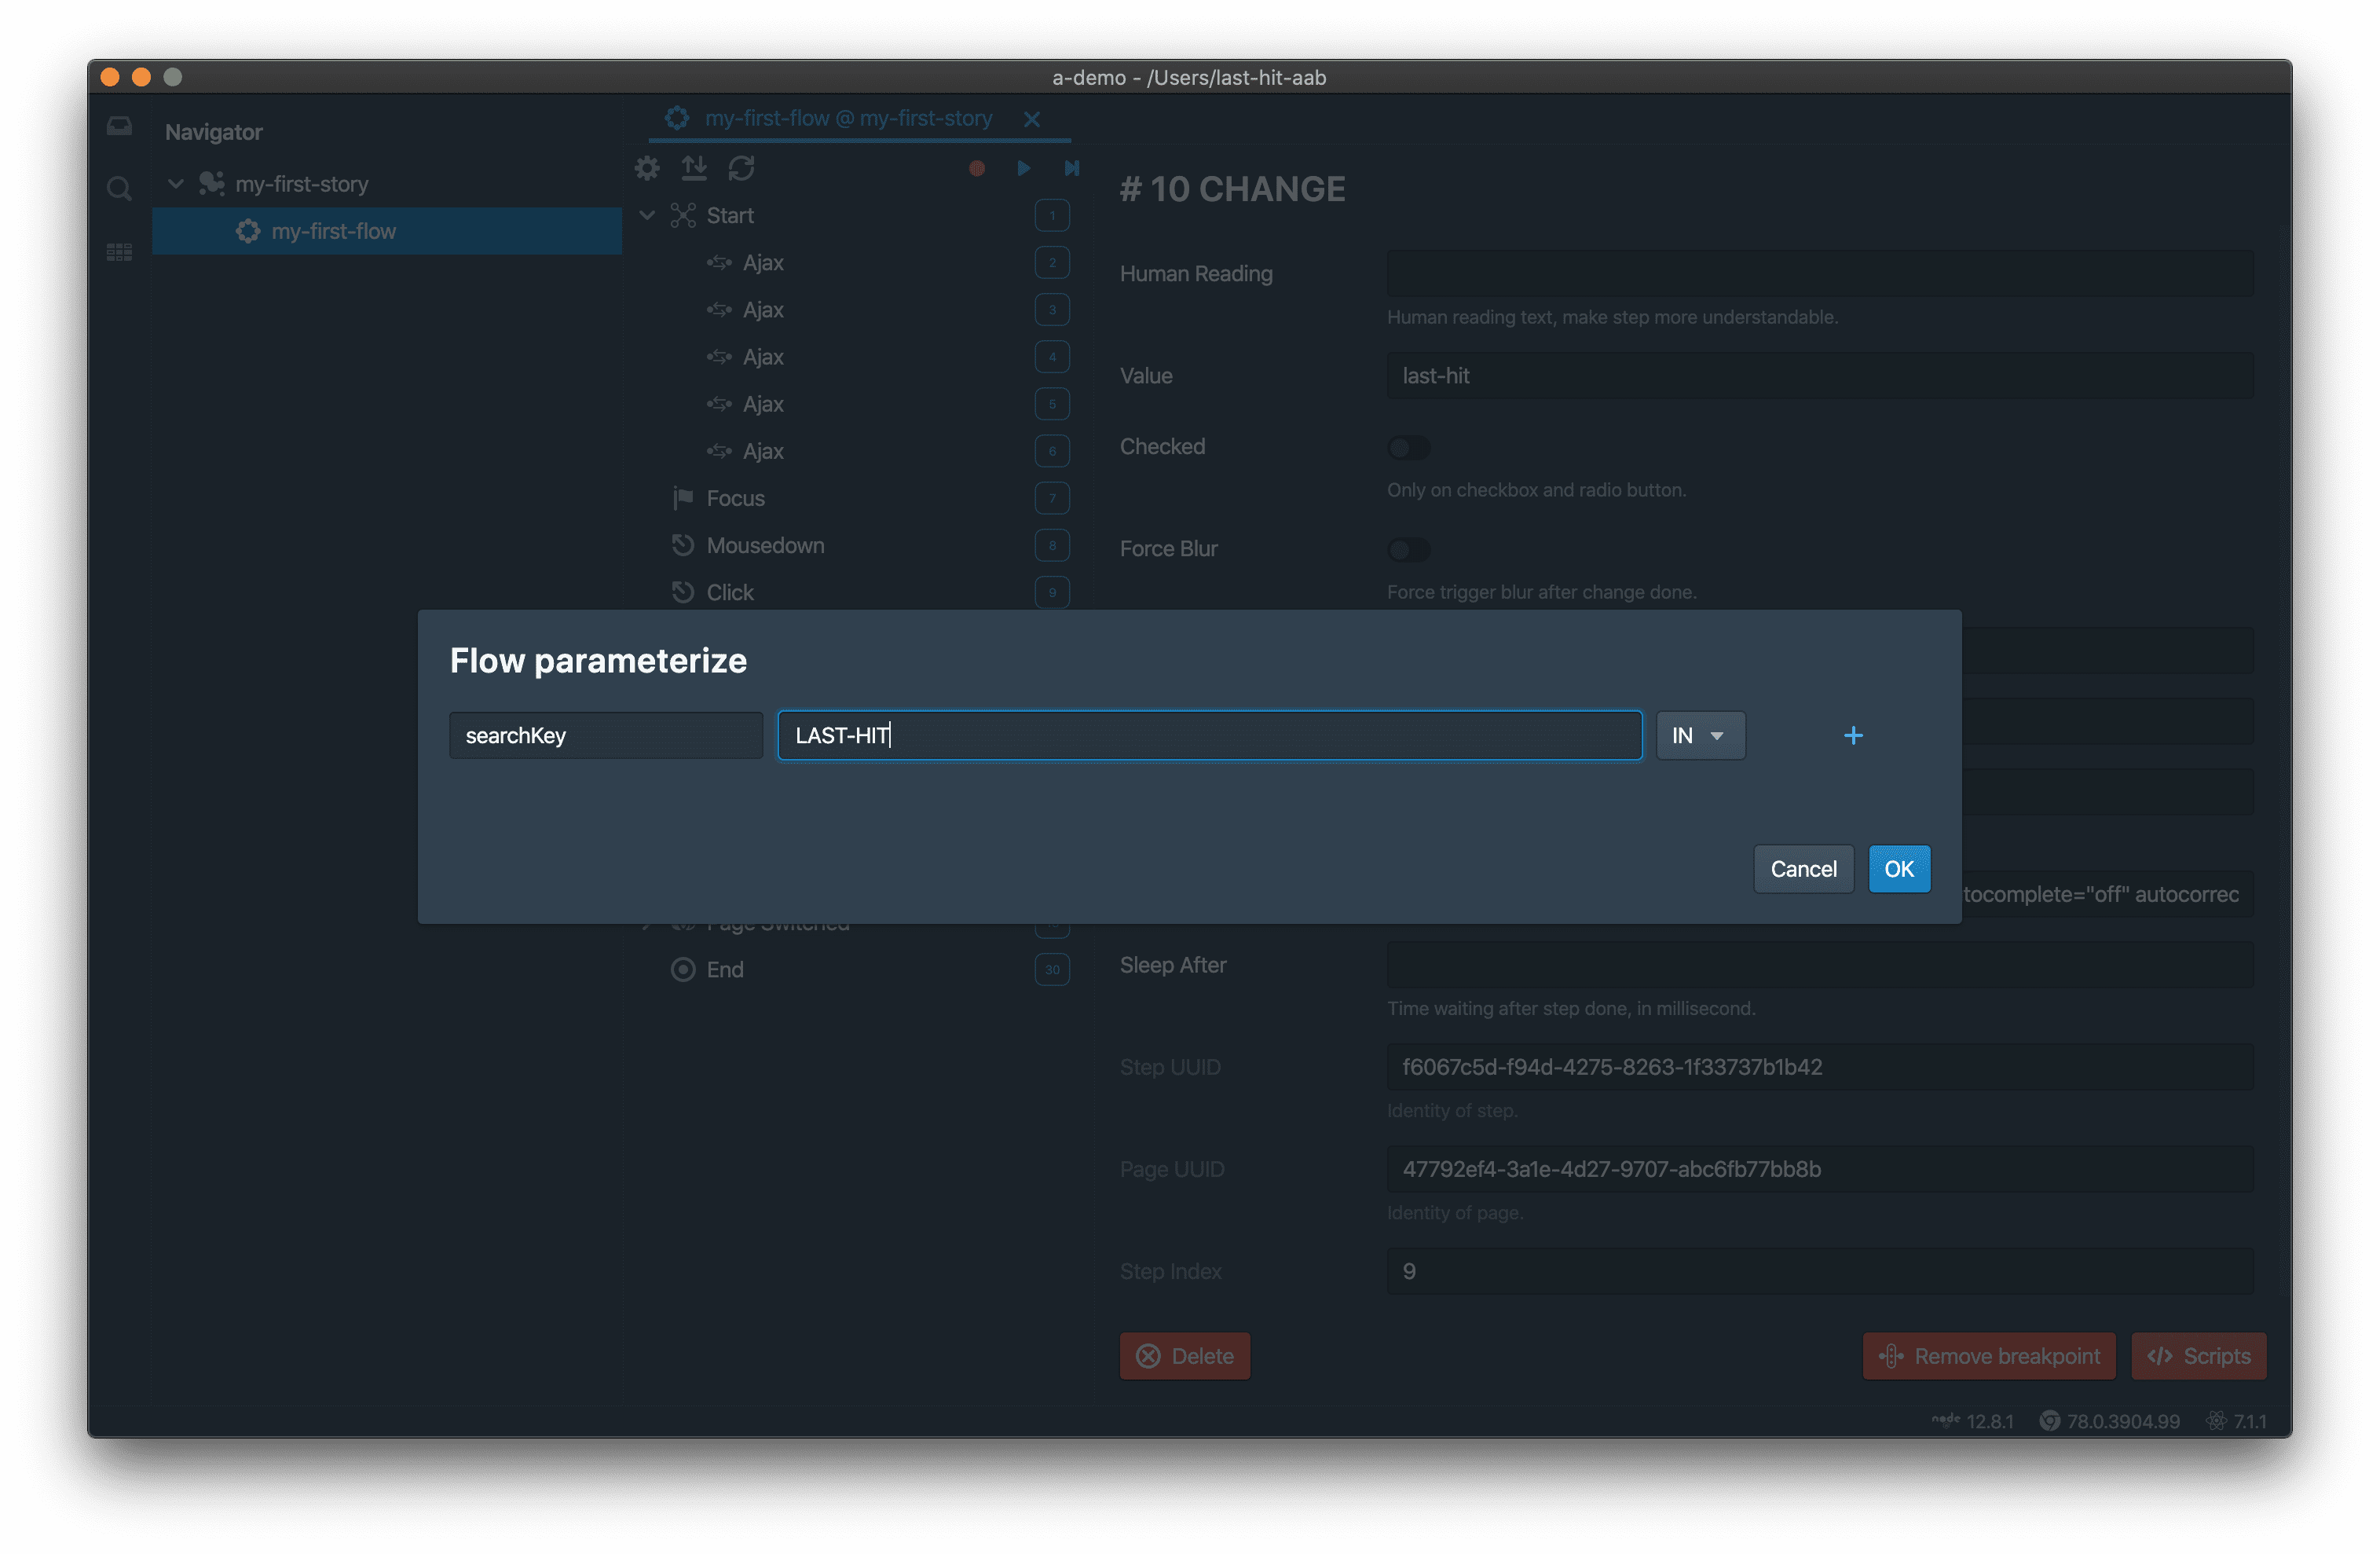 a-demo - /Users/last-hit-aab
Navigator
my-first-story
my-first-flow
my-first-flow @ my-first-story
Start 1
Ajax 2
Ajax 3
Ajax 4
Ajax 5
Ajax 6
Focus 7
Mousedown 8
Click 9
Page Switched
End 30
# 10 CHANGE
Human Reading
Human reading text, make step more understandable.
Value last-hit
Checked
Only on checkbox and radio button.
Force Blur
Force trigger blur after change done.
Flow parameterize
searchKey LAST-HIT IN +
Cancel OK
tocomplete="off" autocorrec
Sleep After
Time waiting after step done, in millisecond.
Step UUID f6067c5d-f94d-4275-8263-1f33737b1b42
Identity of step.
Page UUID 47792ef4-3a1e-4d27-9707-abc6fb77bb8b
Identity of page.
Step Index 9
Delete Remove breakpoint </> Scripts
node 12.8.1 78.0.3904.99 7.1.1